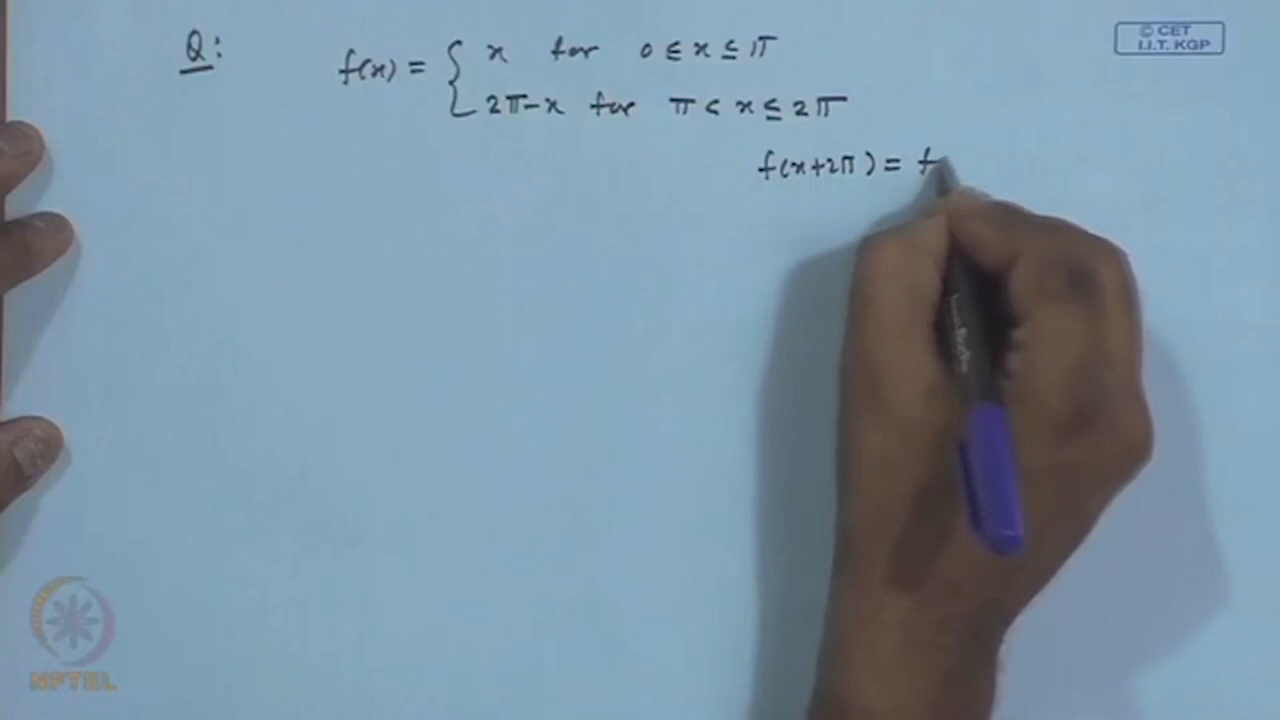 Q:
f(x) = { x for 0 ≤ x ≤ π
2π-x for π < x ≤ 2π
f(x+2π) = f
© CET
I.I.T. KGP
NPTEL